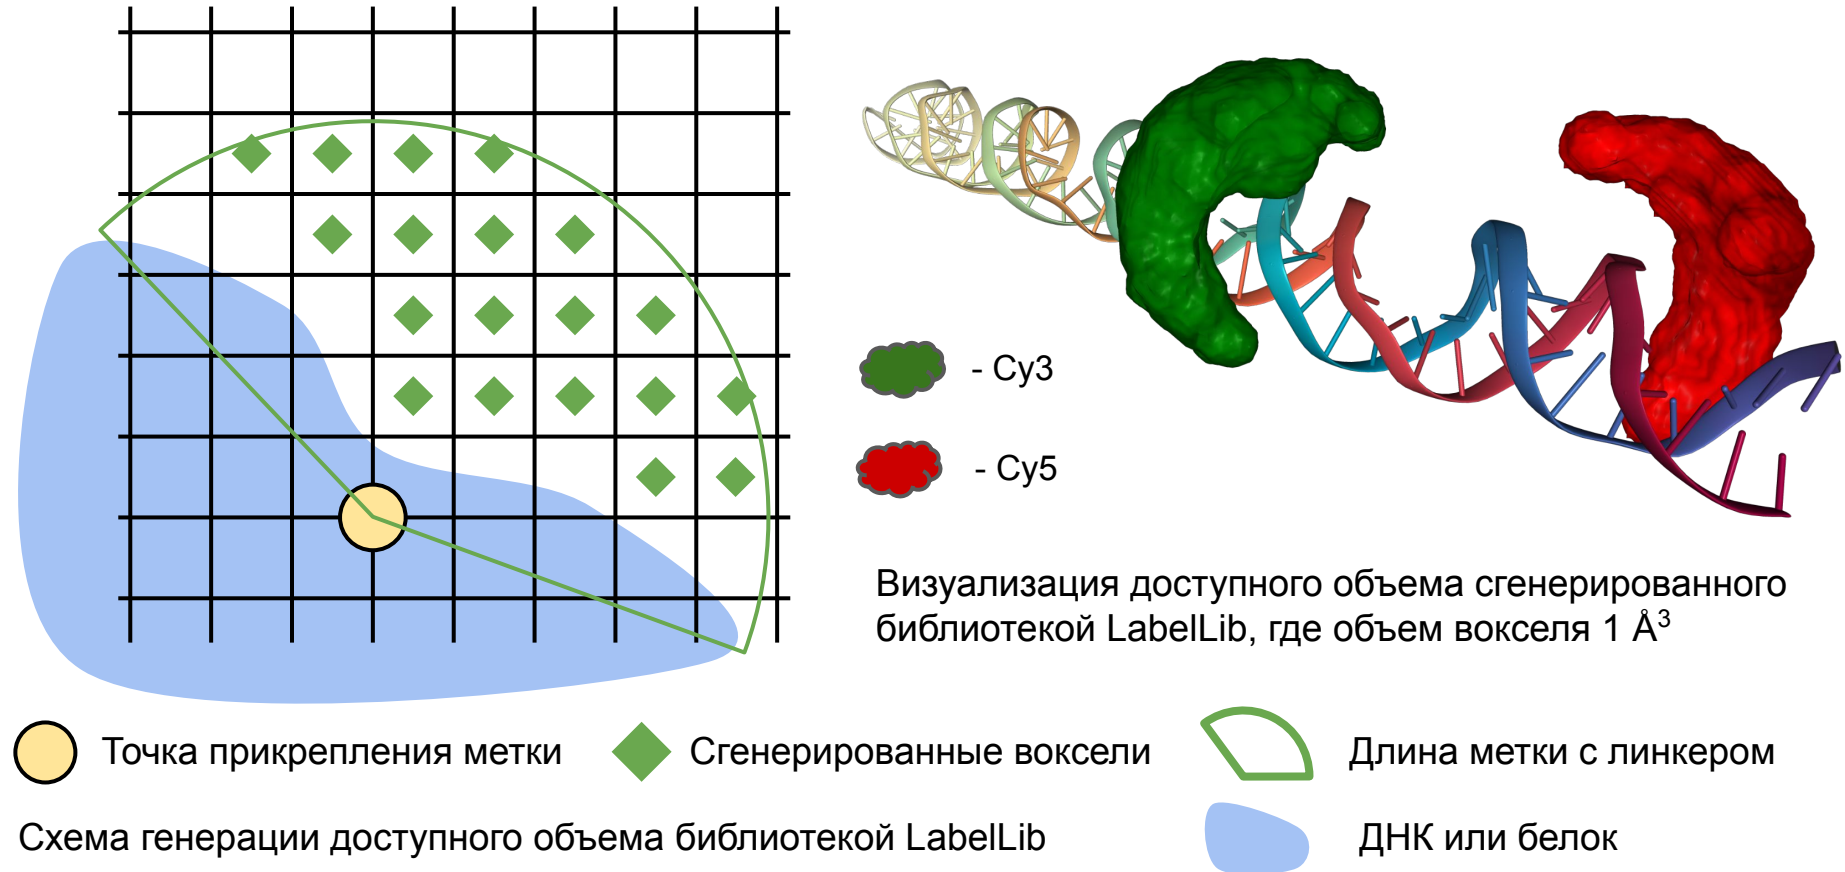 - Cy3
- Cy5
Визуализация доступного объема сгенерированного
библиотекой LabelLib, где объем вокселя 1 Å³
Точка прикрепления метки
Сгенерированные воксели
Длина метки с линкером
Схема генерации доступного объема библиотекой LabelLib
ДНК или белок